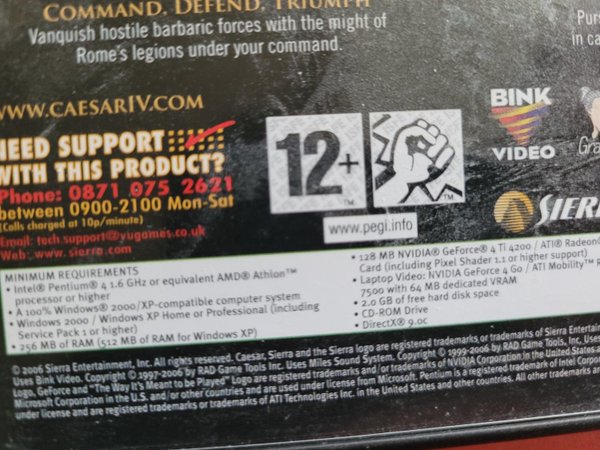 COMMAND. DEFEND. TRIUMPH
Vanquish hostile barbaric forces with the might of
Rome's legions under your command.
WWW.CAESARIV.COM
NEED SUPPORT
WITH THIS PRODUCT?
Phone: 0871 075 2621
between 0900-2100 Mon-Sat
(Calls charged at 10p/minute)
Email: tech.support@yugames.co.uk
Web: www.sierra.com
12+
TM
TM
www.pegi.info
in ca
BINK
VIDEO
Gra
SIER
MINIMUM REQUIREMENTS
• Intel® Pentium® 4 1.6 GHz or equivalent AMD® Athlon™
processor or higher
• A 100% Windows® 2000/XP-compatible computer system
• Windows 2000 / Windows XP Home or Professional (including
Service Pack 1 or higher)
• 256 MB of RAM (512 MB of RAM for Windows XP)
• 128 MB NVIDIA® GeForce® 4 Ti 4200 / ATI® Radeon
Card (including Pixel Shader 1.1 or higher support)
• Laptop Video: NVIDIA GeForce 4 Go / ATI Mobility™
7500 with 64 MB dedicated VRAM
• 2.0 GB of free hard disk space
• CD-ROM Drive
• DirectX® 9.0c
© 2006 Sierra Entertainment, Inc. All rights reserved. Caesar, Sierra and the Sierra logo are registered trademarks or trademarks of Sierra Entertain
Uses Bink Video. Copyright © 1997-2006 by RAD Game Tools, Inc. Uses Miles Sound System. Copyright © 1997-2006 by RAD Game Tools, Inc. Uses
Logo, GeForce and "The Way It's Meant to be Played" Logo are registered trademarks and/or trademarks of NVIDIA Corporation in the United States a
Microsoft Corporation in the U.S. and/or other countries and are used under license from Microsoft. Pentium is a registered trademark of Intel Corpor
under license and are registered trademarks or trademarks of ATI Technologies Inc. in the United States and other countries. All other trademarks ar